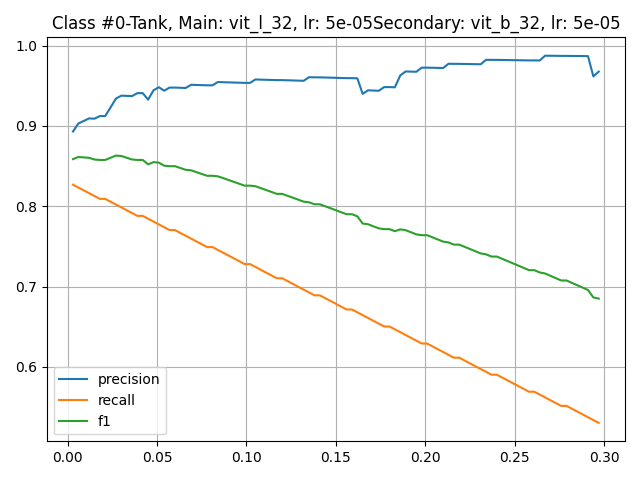 Class #0-Tank, Main: vit_l_32, lr: 5e-05Secondary: vit_b_32, lr: 5e-05
1.0
0.9
0.8
0.7
0.6
precision
recall
f1
0.00 0.05 0.10 0.15 0.20 0.25 0.30